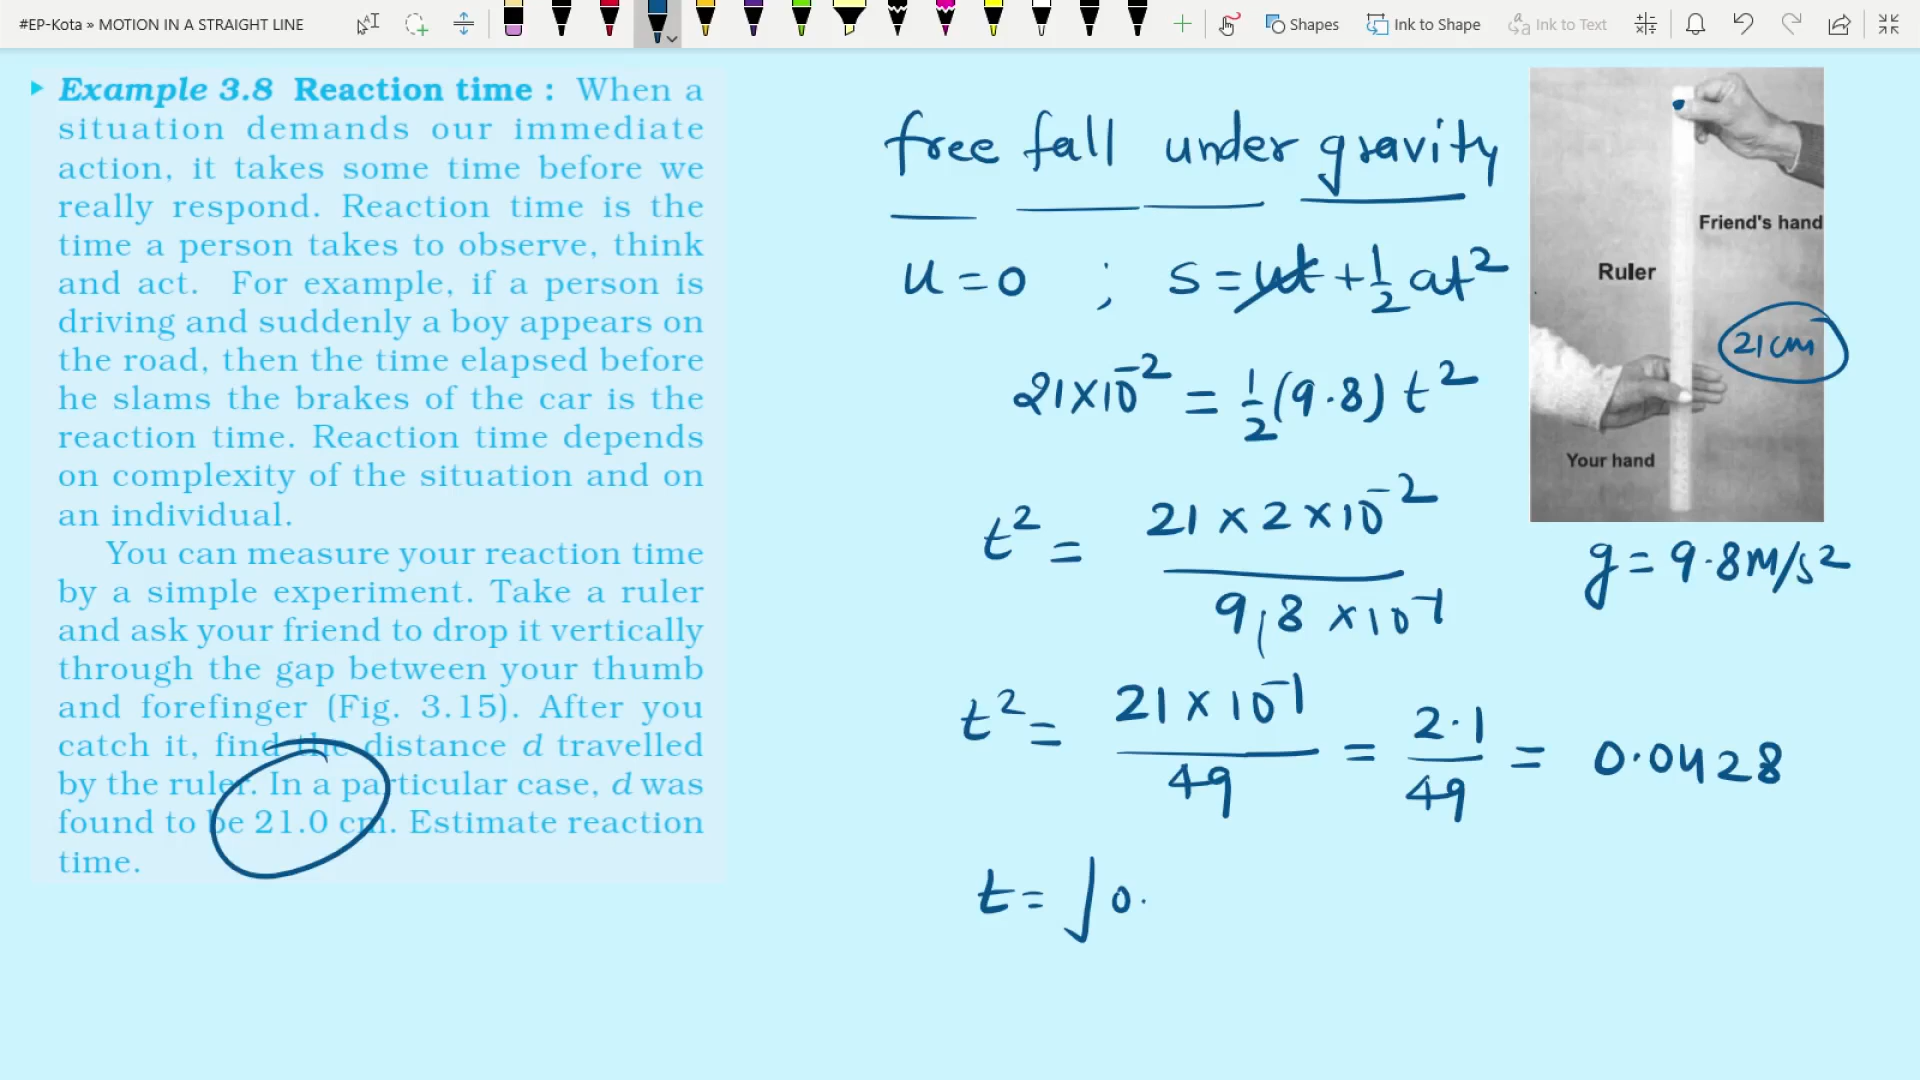 #EP-Kota » MOTION IN A STRAIGHT LINE
Shapes
Ink to Shape
Ink to Text
Example 3.8 Reaction time : When a
situation demands our immediate
action, it takes some time before we
really respond. Reaction time is the
time a person takes to observe, think
and act. For example, if a person is
driving and suddenly a boy appears on
the road, then the time elapsed before
he slams the brakes of the car is the
reaction time. Reaction time depends
on complexity of the situation and on
an individual.
You can measure your reaction time
by a simple experiment. Take a ruler
and ask your friend to drop it vertically
through the gap between your thumb
and forefinger (Fig. 3.15). After you
catch it, find the distance d travelled
by the ruler. In a particular case, d was
found to be 21.0 cm. Estimate reaction
time.
free fall under gravity
u = 0 ; s = ut + 1/2 at²
21×10⁻² = 1/2 (9.8) t²
t² = 21 × 2 × 10⁻² / 98 × 10⁻¹
t² = 21 × 10⁻¹ / 49 = 2.1 / 49 = 0.0428
t = √0.
Friend's hand
Ruler
21cm
Your hand
g = 9.8 m/s²